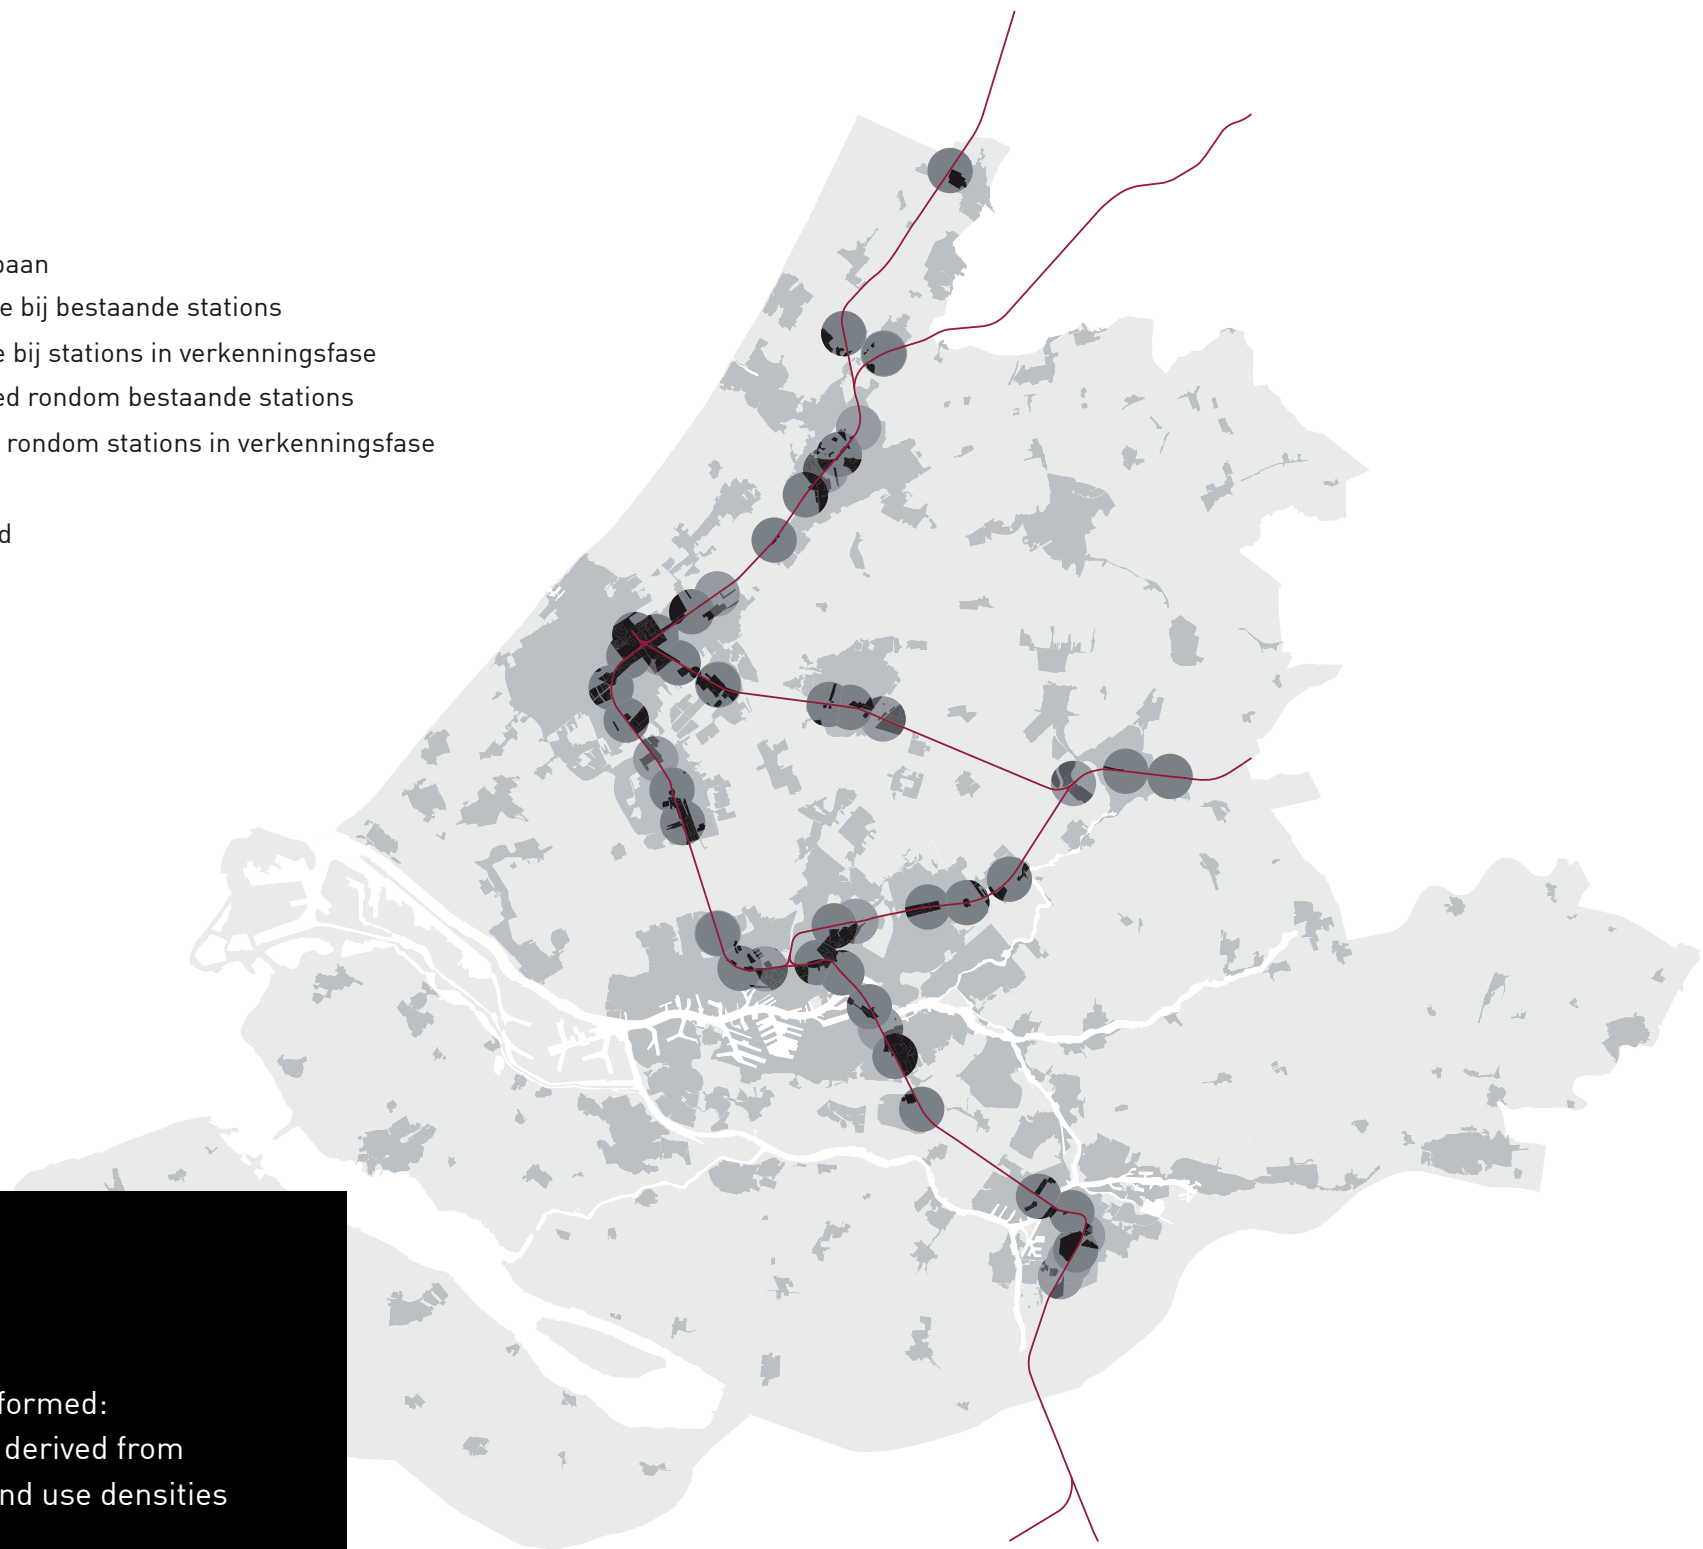 baan
e bij bestaande stations
e bij stations in verkenningsfase
ed rondom bestaande stations
rondom stations in verkenningsfase
d
formed:
derived from
nd use densities